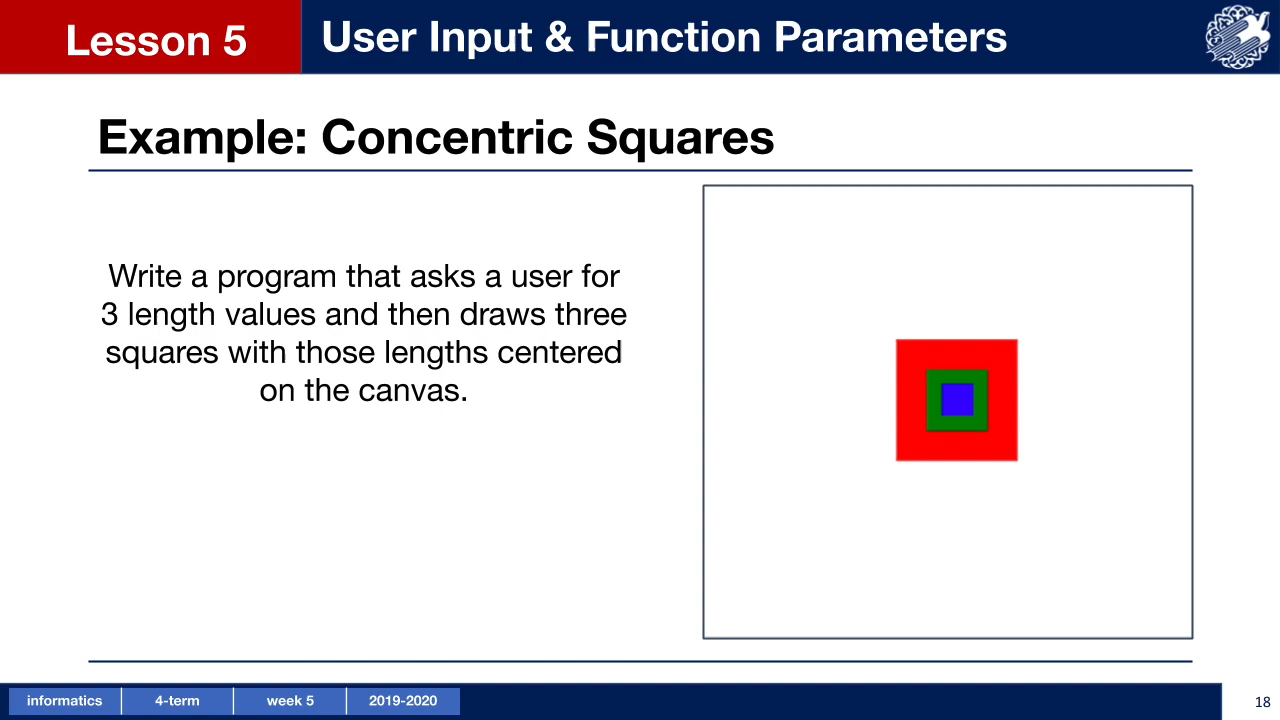 Lesson 5
User Input & Function Parameters
Example: Concentric Squares
Write a program that asks a user for
3 length values and then draws three
squares with those lengths centered
on the canvas.
informatics
4-term
week 5
2019-2020
18